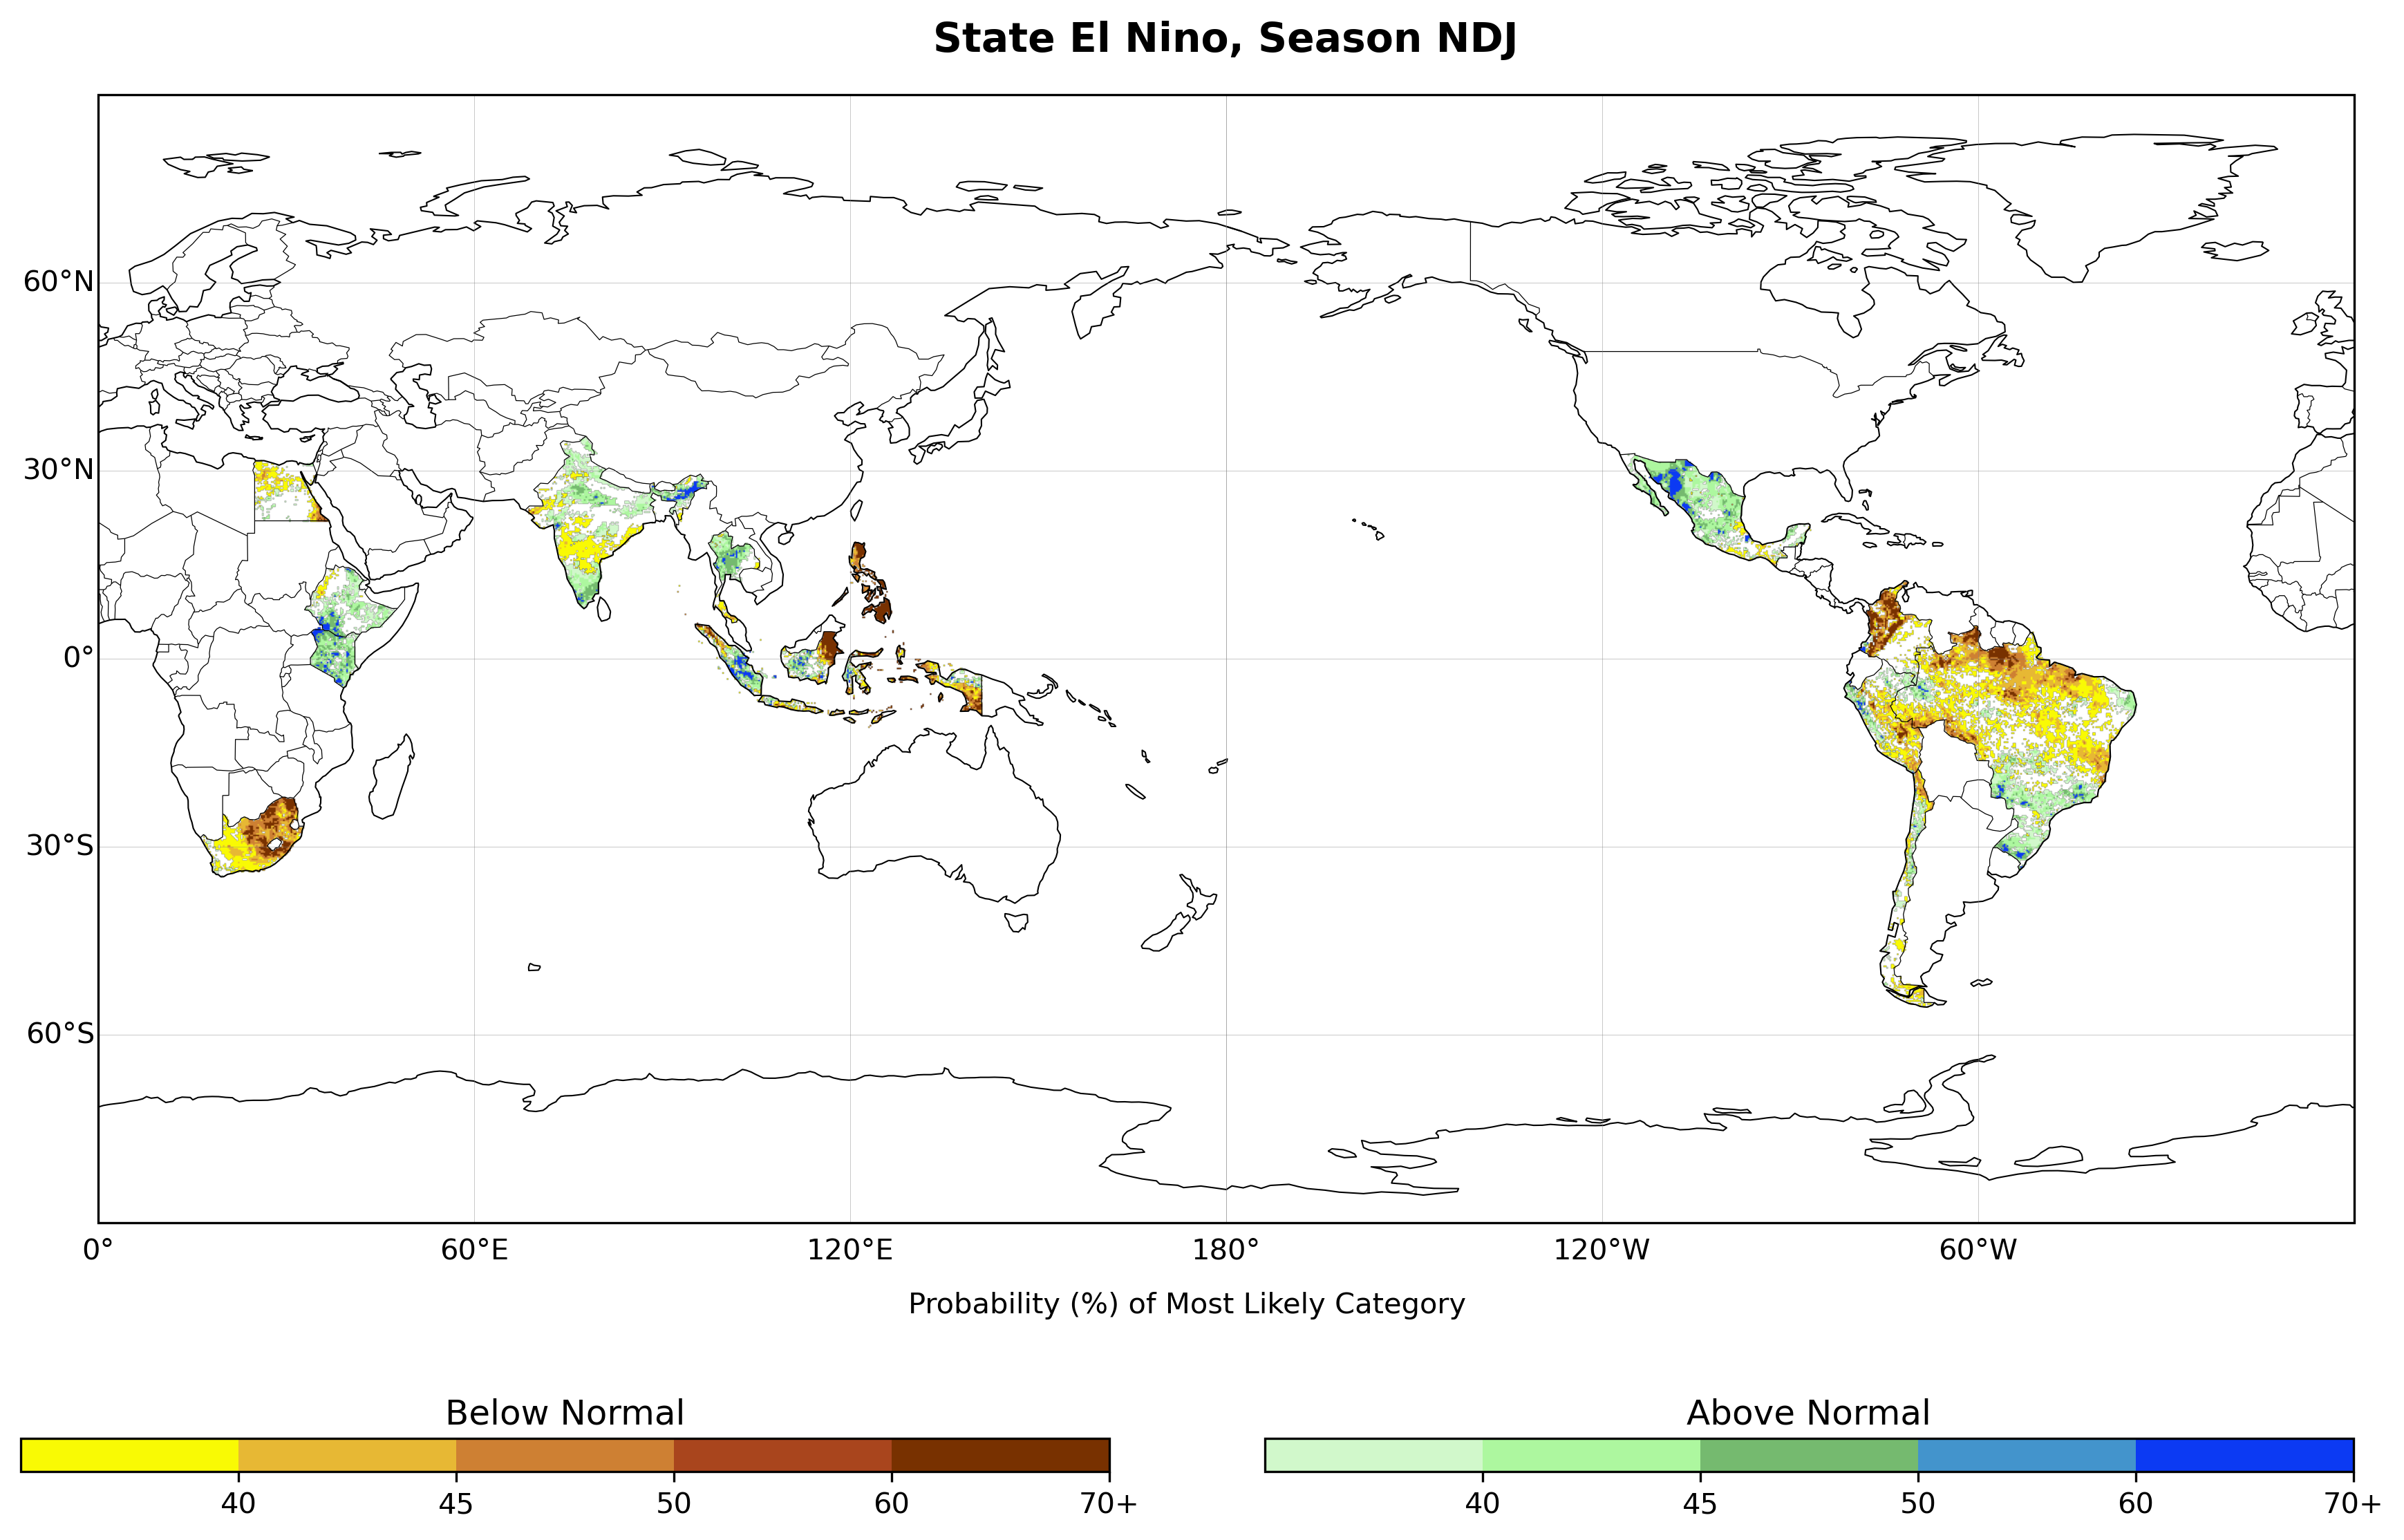 State El Nino, Season NDJ
60°N
30°N
0°
30°S
60°S
0° 60°E 120°E 180° 120°W 60°W
Probability (%) of Most Likely Category
Below Normal Above Normal
40 45 50 60 70+ 40 45 50 60 70+